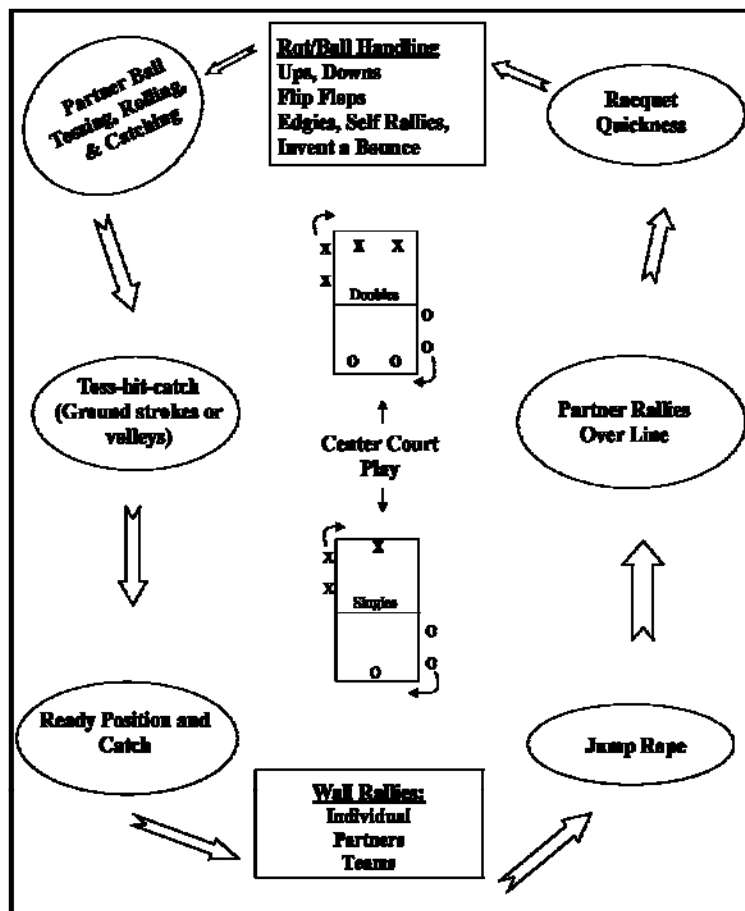 Rqt/Ball Handling
Ups, Downs
Flip Flops
Edgies, Self Rallies,
Invent a Bounce
Partner Ball
Tossing, Rolling,
& Catching
Toss-hit-catch
(Ground strokes or
volleys)
Ready Position and
Catch
Wall Rallies:
Individual
Partners
Teams
Jump Rope
Partner Rallies
Over Line
Racquet
Quickness
X X X
X
Doubles
O
O O O
Center Court
Play
X
X
X
Singles
O
O O